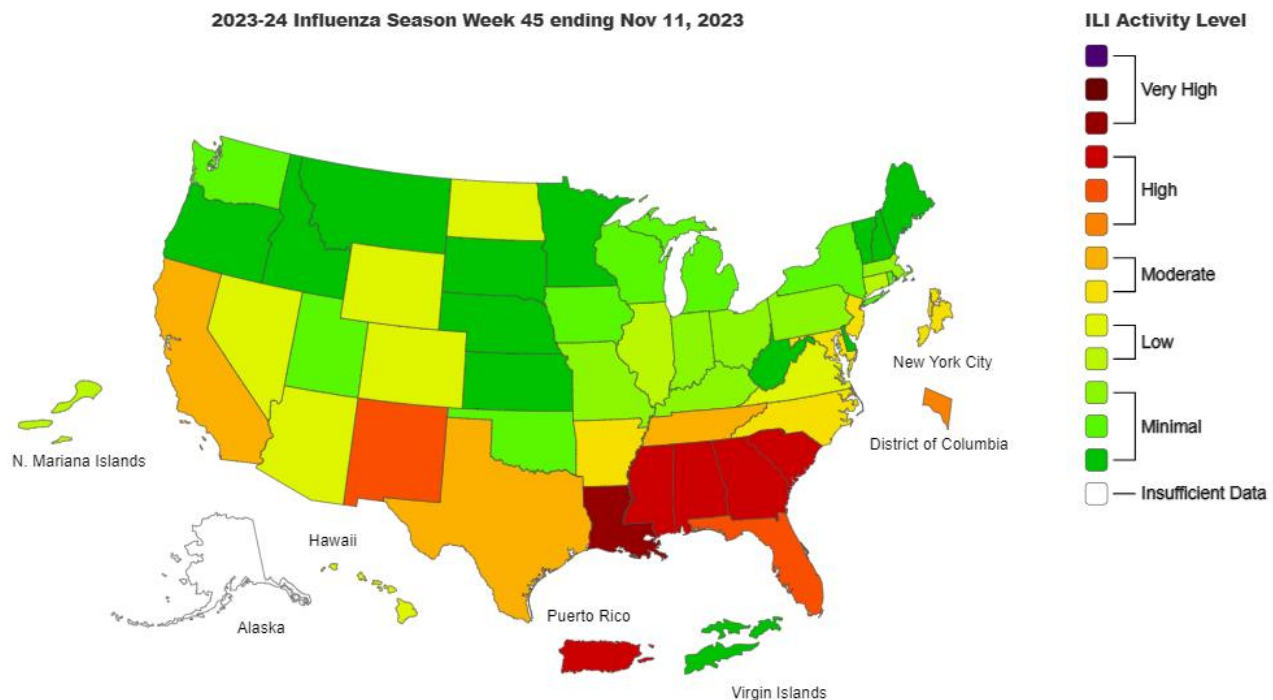 2023-24 Influenza Season Week 45 ending Nov 11, 2023
ILI Activity Level
Very High
High
Moderate
Low
Minimal
Insufficient Data
New York City
District of Columbia
N. Mariana Islands
Hawaii
Alaska
Puerto Rico
Virgin Islands